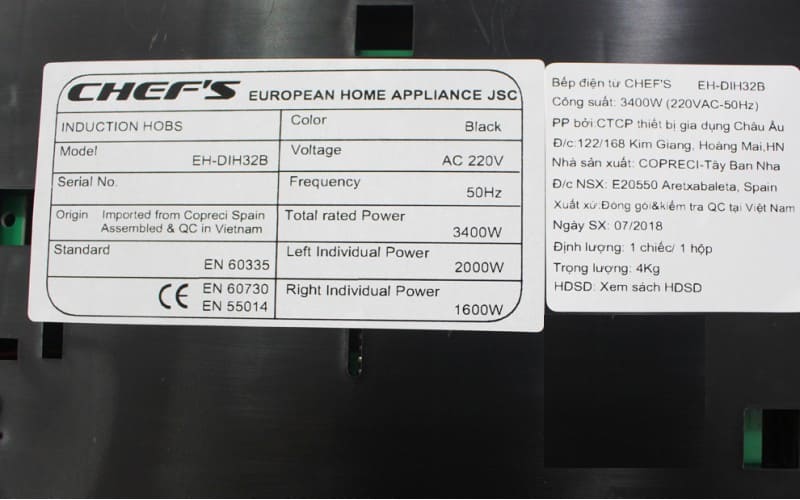 CHEF'S EUROPEAN HOME APPLIANCE JSC
INDUCTION HOBS
Model
EH-DIH32B
Serial No.
Origin Imported from Copreci Spain
Assembled & QC in Vietnam
Standard
EN 60335
CE EN 60730
EN 55014
Color
Black
Voltage
AC 220V
Frequency
50Hz
Total rated Power
3400W
Left Individual Power
2000W
Right Individual Power
1600W
Bếp điện từ CHEF'S EH-DIH32B
Công suất: 3400W (220VAC-50Hz)
PP bởi:CTCP thiết bị gia dụng Châu Âu
Đ/c:122/168 Kim Giang, Hoàng Mai,HN
Nhà sản xuất: COPRECI-Tây Ban Nha
Đ/c NSX: E20550 Aretxabaleta, Spain
Xuất xứ:Đóng gói&kiểm tra QC tại Việt Nam
Ngày SX: 07/2018
Định lượng: 1 chiếc/ 1 hộp
Trọng lượng: 4Kg
HDSD: Xem sách HDSD